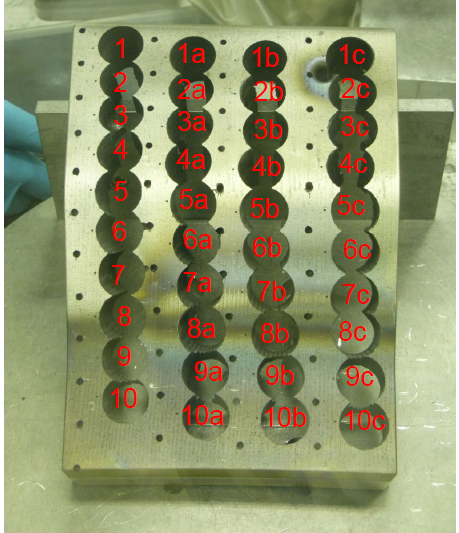 1 1a 1b 1c
2 2a 2b 2c
3 3a 3b 3c
4 4a 4b 4c
5 5a 5b 5c
6 6a 6b 6c
7 7a 7b 7c
8 8a 8b 8c
9 9a 9b 9c
10 10a 10b 10c